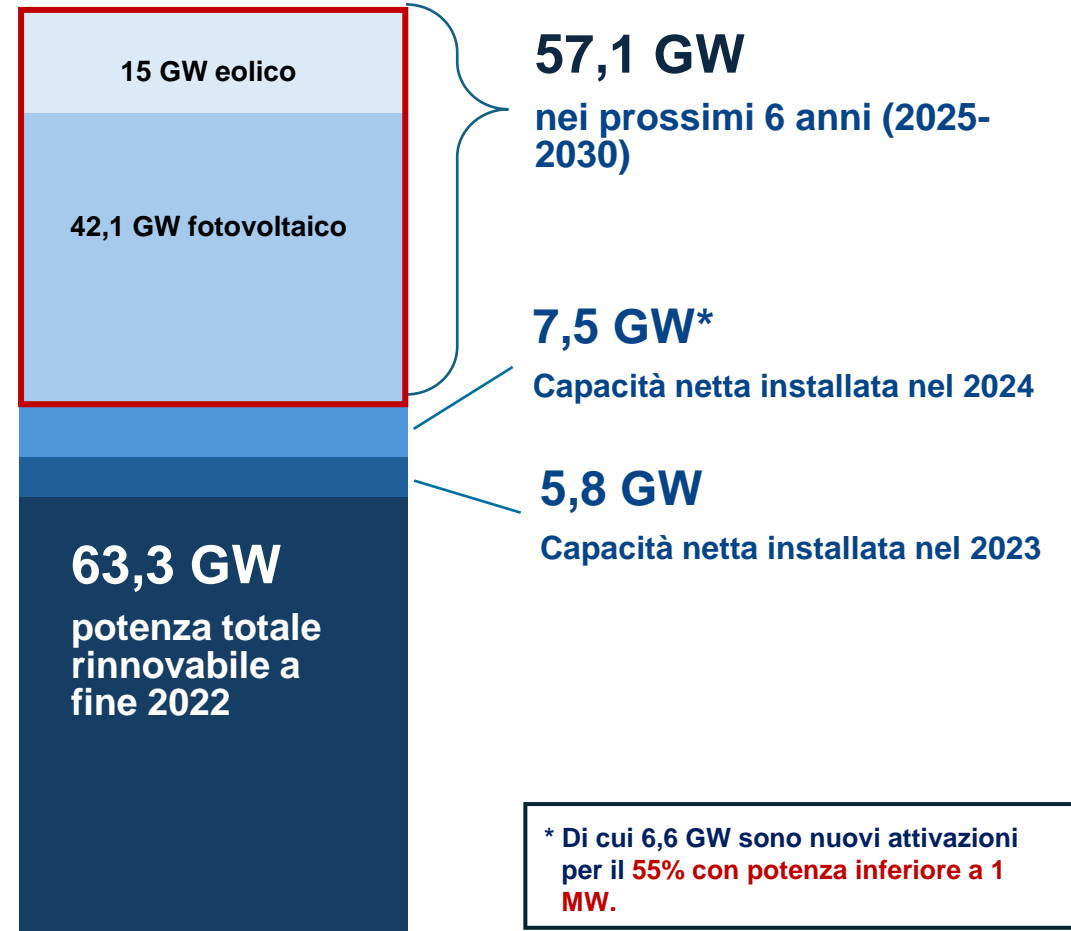 15 GW eolico
42,1 GW fotovoltaico
57,1 GW
nei prossimi 6 anni (2025-
2030)
7,5 GW*
Capacità netta installata nel 2024
5,8 GW
Capacità netta installata nel 2023
63,3 GW
potenza totale
rinnovabile a
fine 2022
* Di cui 6,6 GW sono nuovi attivazioni
per il 55% con potenza inferiore a 1
MW.